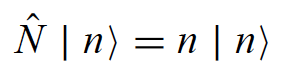 N̂ | n⟩ = n | n⟩